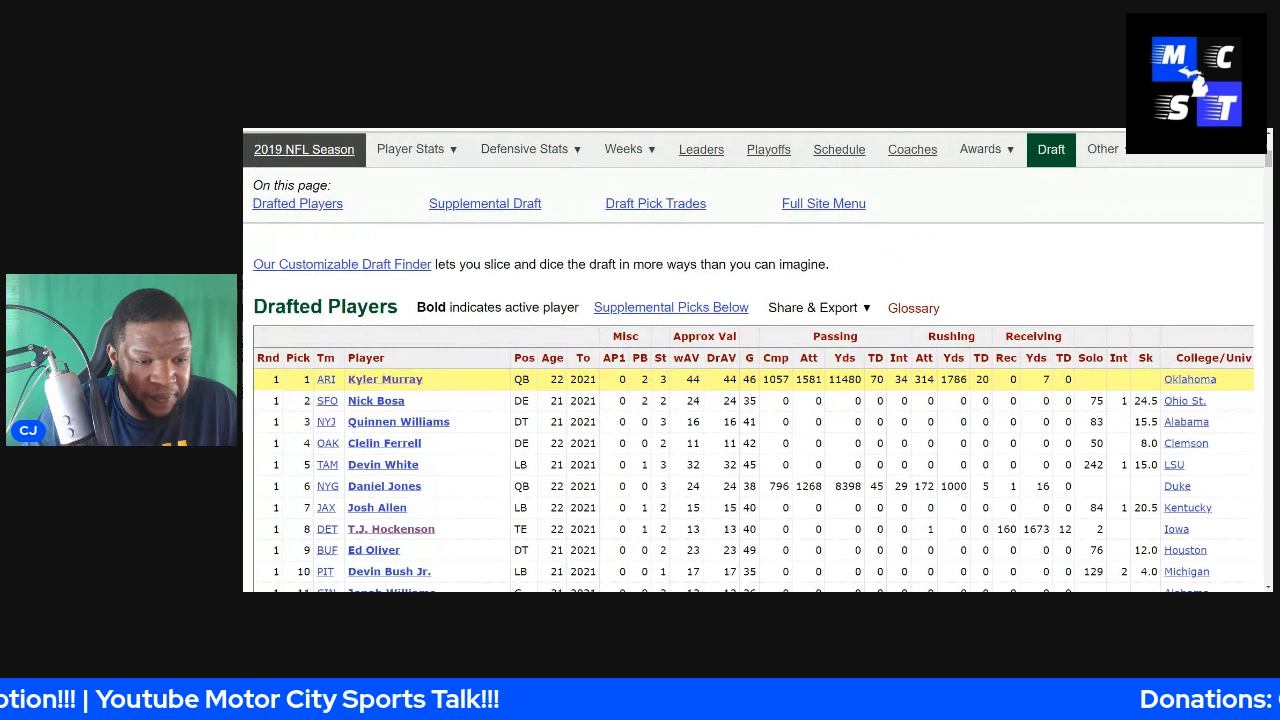 M C
S T
2019 NFL Season Player Stats ▼ Defensive Stats ▼ Weeks ▼ Leaders Playoffs Schedule Coaches Awards ▼ Draft Other
On this page:
Drafted Players Supplemental Draft Draft Pick Trades Full Site Menu
Our Customizable Draft Finder lets you slice and dice the draft in more ways than you can imagine.
Drafted Players Bold indicates active player Supplemental Picks Below Share & Export ▼ Glossary
Misc Approx Val Passing Rushing Receiving
Rnd Pick Tm Player Pos Age To AP1 PB St wAV DrAV G Cmp Att Yds TD Int Att Yds TD Rec Yds TD Solo Int Sk College/Univ
1 1 ARI Kyler Murray QB 22 2021 0 2 3 44 44 46 1057 1581 11480 70 34 314 1786 20 0 7 0 Oklahoma
1 2 SFO Nick Bosa DE 21 2021 0 2 2 24 24 35 0 0 0 0 0 0 0 0 0 0 0 75 1 24.5 Ohio St.
1 3 NYJ Quinnen Williams DT 21 2021 0 0 3 16 16 41 0 0 0 0 0 0 0 0 0 0 0 83 15.5 Alabama
1 4 OAK Clelin Ferrell DE 22 2021 0 0 2 11 11 42 0 0 0 0 0 0 0 0 0 0 0 50 8.0 Clemson
1 5 TAM Devin White LB 21 2021 0 1 3 32 32 45 0 0 0 0 0 0 0 0 0 0 0 242 1 15.0 LSU
1 6 NYG Daniel Jones QB 22 2021 0 0 3 24 24 38 796 1268 8398 45 29 172 1000 5 1 16 0 Duke
1 7 JAX Josh Allen LB 22 2021 0 1 2 15 15 40 0 0 0 0 0 0 0 0 0 0 0 84 1 20.5 Kentucky
1 8 DET T.J. Hockenson TE 22 2021 0 1 2 13 13 40 0 0 0 0 0 1 0 0 160 1673 12 2 Iowa
1 9 BUF Ed Oliver DT 21 2021 0 0 2 23 23 49 0 0 0 0 0 0 0 0 0 0 0 76 12.0 Houston
1 10 PIT Devin Bush Jr. LB 21 2021 0 0 1 17 17 35 0 0 0 0 0 0 0 0 0 0 0 129 2 4.0 Michigan
CJ
otion!!! | Youtube Motor City Sports Talk!!! Donations: